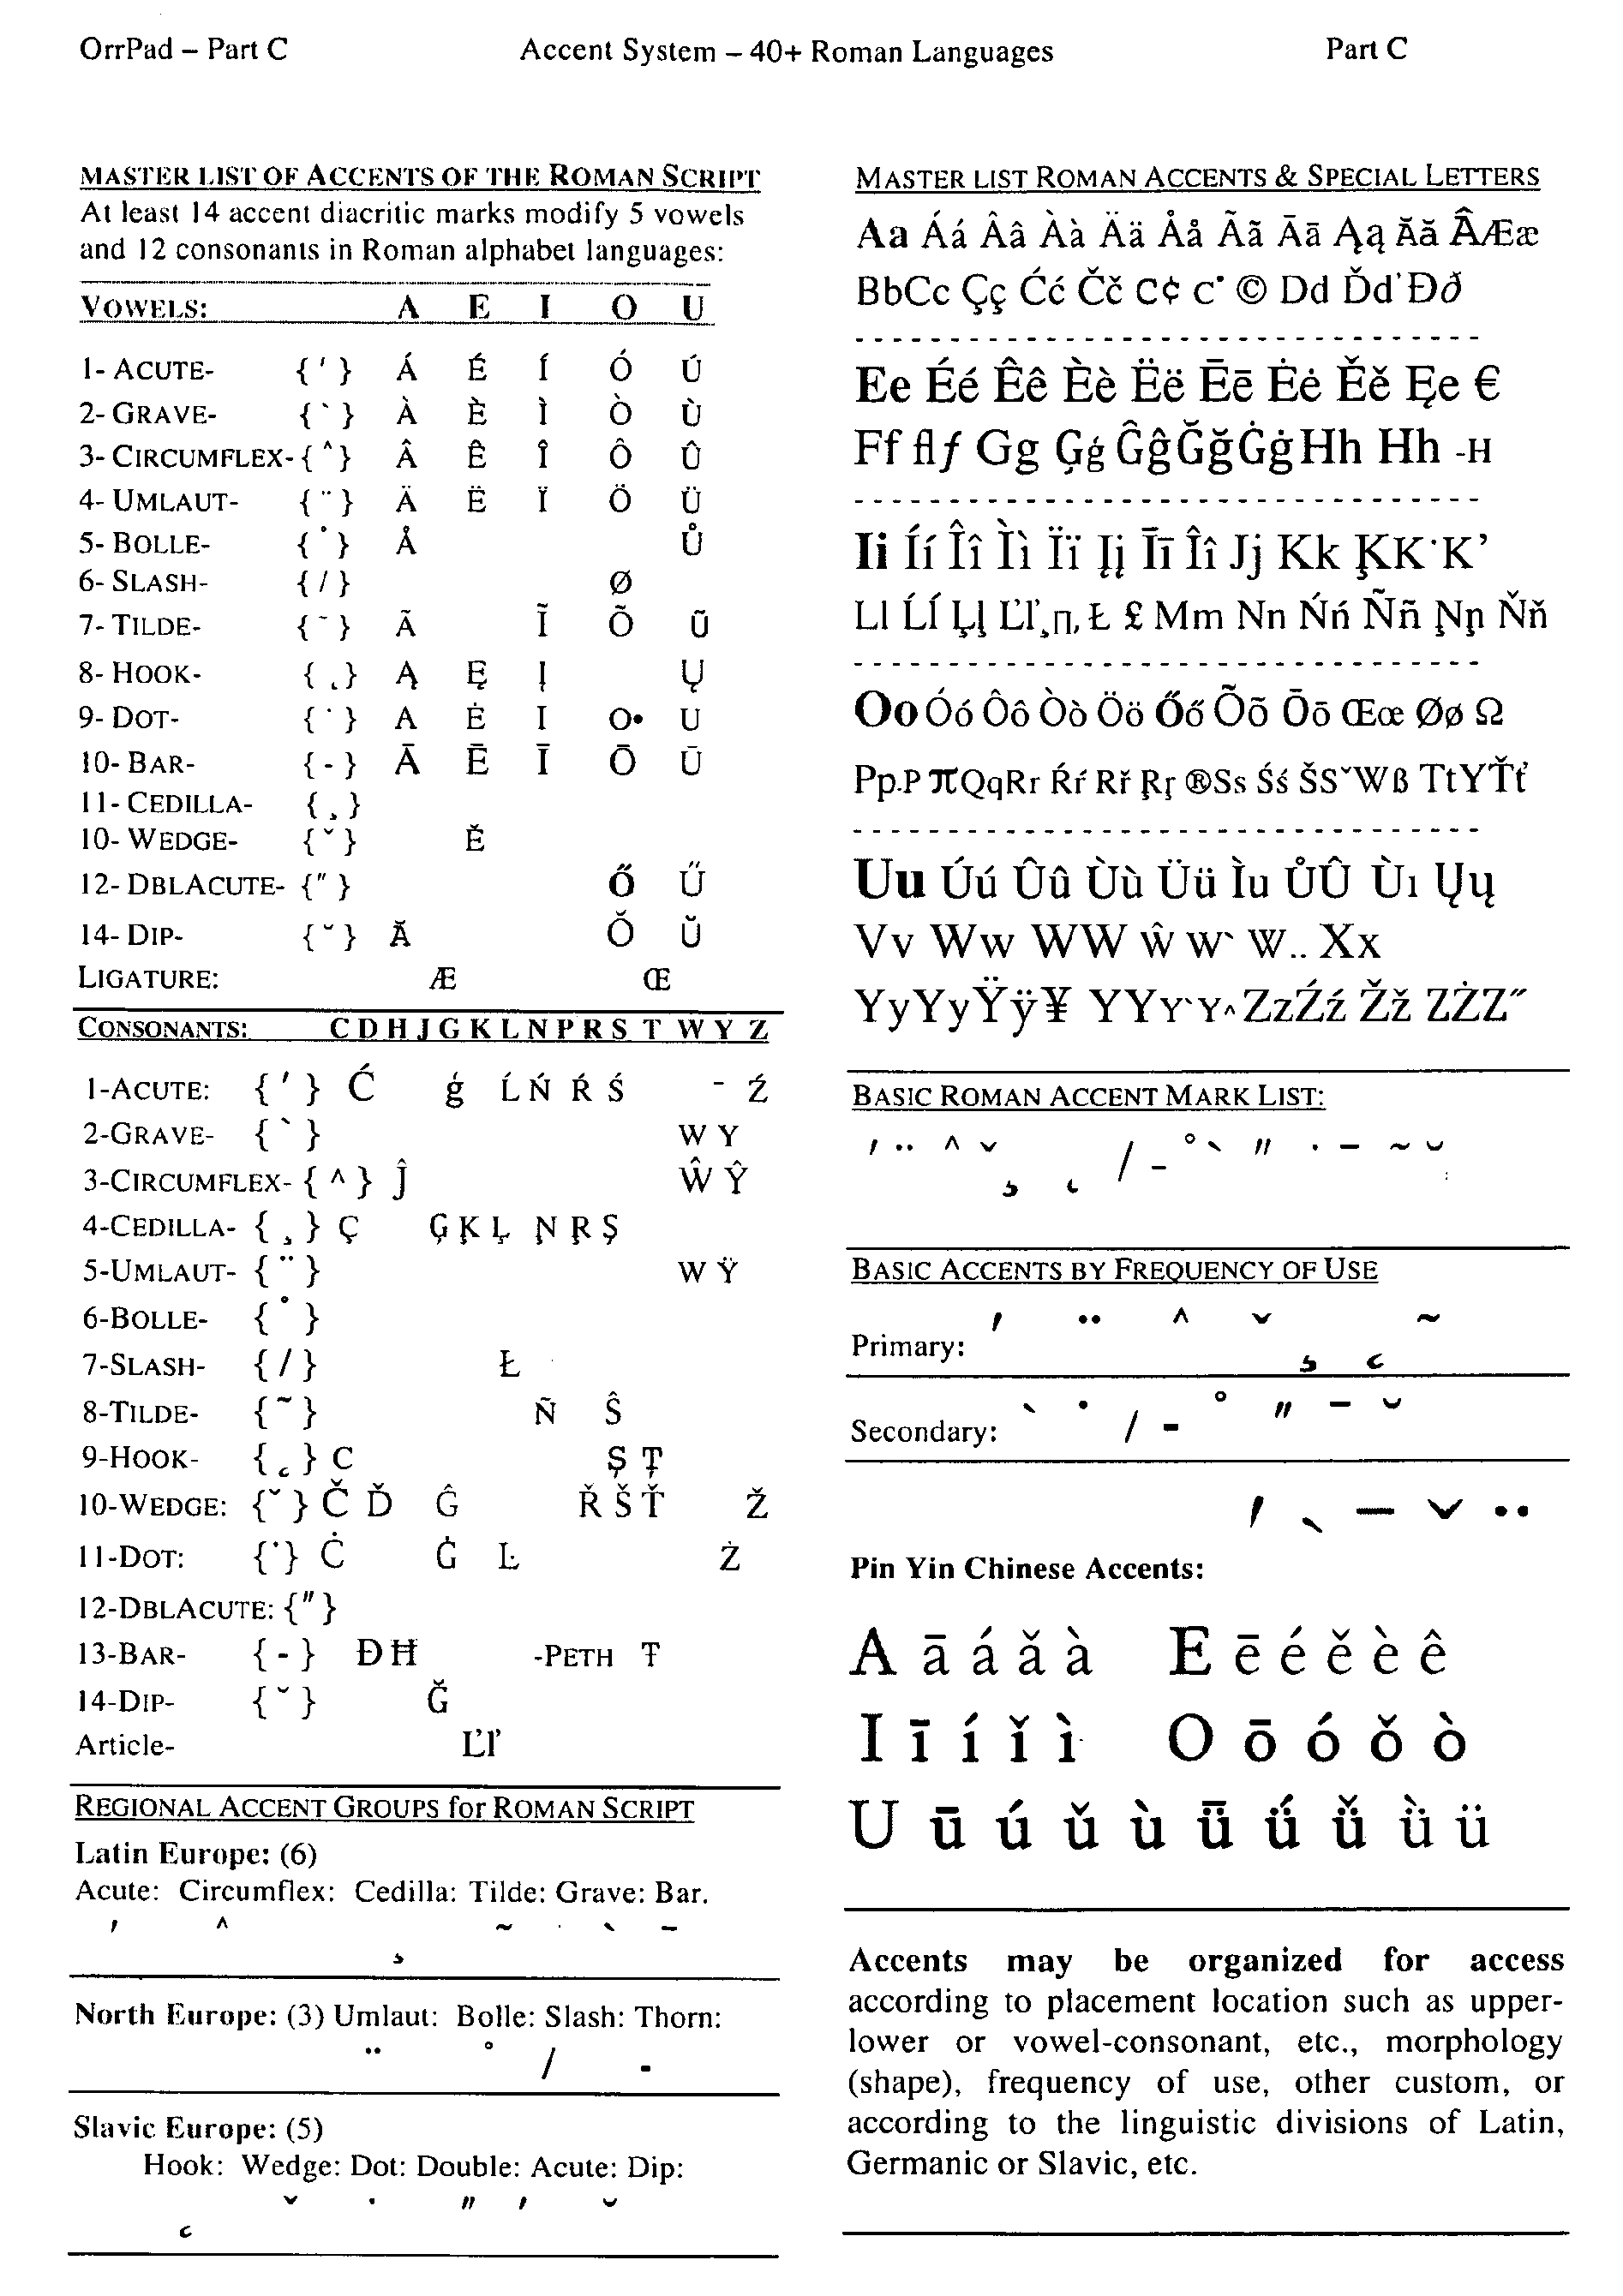 OrrPad – Part C    Accent System – 40+ Roman Languages    Part C
MASTER LIST OF ACCENTS OF THE ROMAN SCRIPT
At least 14 accent diacritic marks modify 5 vowels
and 12 consonants in Roman alphabet languages:
VOWELS: A E I O U
1- ACUTE- { ′ } Á É Í Ó Ú
2- GRAVE- { ` } À È Ì Ò Ù
3- CIRCUMFLEX- { ^ } Â Ê Î Ô Û
4- UMLAUT- { ¨ } Ä Ë Ï Ö Ü
5- BOLLE- { ° } Å Ů
6- SLASH- { / } Ø
7- TILDE- { ˜ } Ã Ĩ Õ Ũ
8- HOOK- { ˛ } Ą Ę Į Ų
9- DOT- { ˙ } A Ė I O• U
10- BAR- { - } Ā Ē Ī Ō Ū
11- CEDILLA- { ¸ }
10- WEDGE- { ˇ } Ě
12- DBLACUTE- { ″ } Ő Ű
14- DIP- { ˘ } Ă Ŏ Ŭ
LIGATURE: Æ Œ
CONSONANTS: C D H J G K L N P R S T W Y Z
1-ACUTE: { ′ } Ć ǵ Ĺ Ń Ŕ Ś - Ź
2-GRAVE- { ` } W Y
3-CIRCUMFLEX- { ^ } Ĵ Ŵ Ŷ
4-CEDILLA- { ¸ } Ç Ģ Ķ Ļ Ņ Ŗ Ş
5-UMLAUT- { ¨ } W Ÿ
6-BOLLE- { ° }
7-SLASH- { / } Ł
8-TILDE- { ˜ } Ñ Ŝ
9-HOOK- { ˛ } C Ş Ţ
10-WEDGE: { ˇ } Č Ď Ĝ Ř Š Ť Ž
11-DOT: { ˙ } Ċ Ġ Ŀ Ż
12-DBLACUTE: { ″ }
13-BAR- { - } Đ Ħ -PETH Ŧ
14-DIP- { ˘ } Ğ
Article- Ľľ
REGIONAL ACCENT GROUPS for ROMAN SCRIPT
Latin Europe: (6)
Acute: Circumflex: Cedilla: Tilde: Grave: Bar.
′ ^ ¸ ~ ` –
North Europe: (3) Umlaut: Bolle: Slash: Thorn:
¨ ° / -
Slavic Europe: (5)
Hook: Wedge: Dot: Double: Acute: Dip:
˛ ˇ ˙ ″ ′ ˘
MASTER LIST ROMAN ACCENTS & SPECIAL LETTERS
Aa Áá Ââ Àà Ää Åå Ãã Āā Ąą Ăă ÂÆæ
BbCc Çç Ćć Čč C¢ c˙ © Dd Ďd' Đð
Ee Éé Êê Èè Ëë Ēē Ėė Ěě Ęe €
Ff flƒ Gg Ģǵ ĜĝĞğĠġHh Hh -H
Ii Íí Îî Ìì Ïï Įį Īī Îî Jj Kk ĶK˙K’
Ll Ĺĺ Ļļ Ľľ¸n, Ł £ Mm Nn Ńń Ññ Ņņ Ňň
Oo Óó Ôô Òò Öö Őő Õõ Ōō Œœ Øø Ω
Pp.P πQqRr Ŕŕ Rř Ŗŗ ®Ss Śś ŠSˇWß TtYŤť
Uu Úú Ûû Ùù Üü Ìu ŮÛ Ùı Ųų
Vv Ww WW ŵ w` W.. Xx
YyYyŸÿ¥ YYY`Y^ZzŹź Žž ZŻZ″
BASIC ROMAN ACCENT MARK LIST:
′ ¨ ^ ˇ ¸ ˛ / - ° ` ″ ˙ – ~ ˘
BASIC ACCENTS BY FREQUENCY OF USE
Primary: ′ ¨ ^ ˇ ¸ ˛ ~
Secondary: ` ˙ / - ° ″ – ˘
′ ` – ˇ ¨
Pin Yin Chinese Accents:
A ā á ǎ à E ē é ě è ê
I ī í ǐ ì O ō ó ǒ ò
U ū ú ǔ ù ǖ ǘ ǚ ǜ ü
Accents may be organized for access
according to placement location such as upper-
lower or vowel-consonant, etc., morphology
(shape), frequency of use, other custom, or
according to the linguistic divisions of Latin,
Germanic or Slavic, etc.